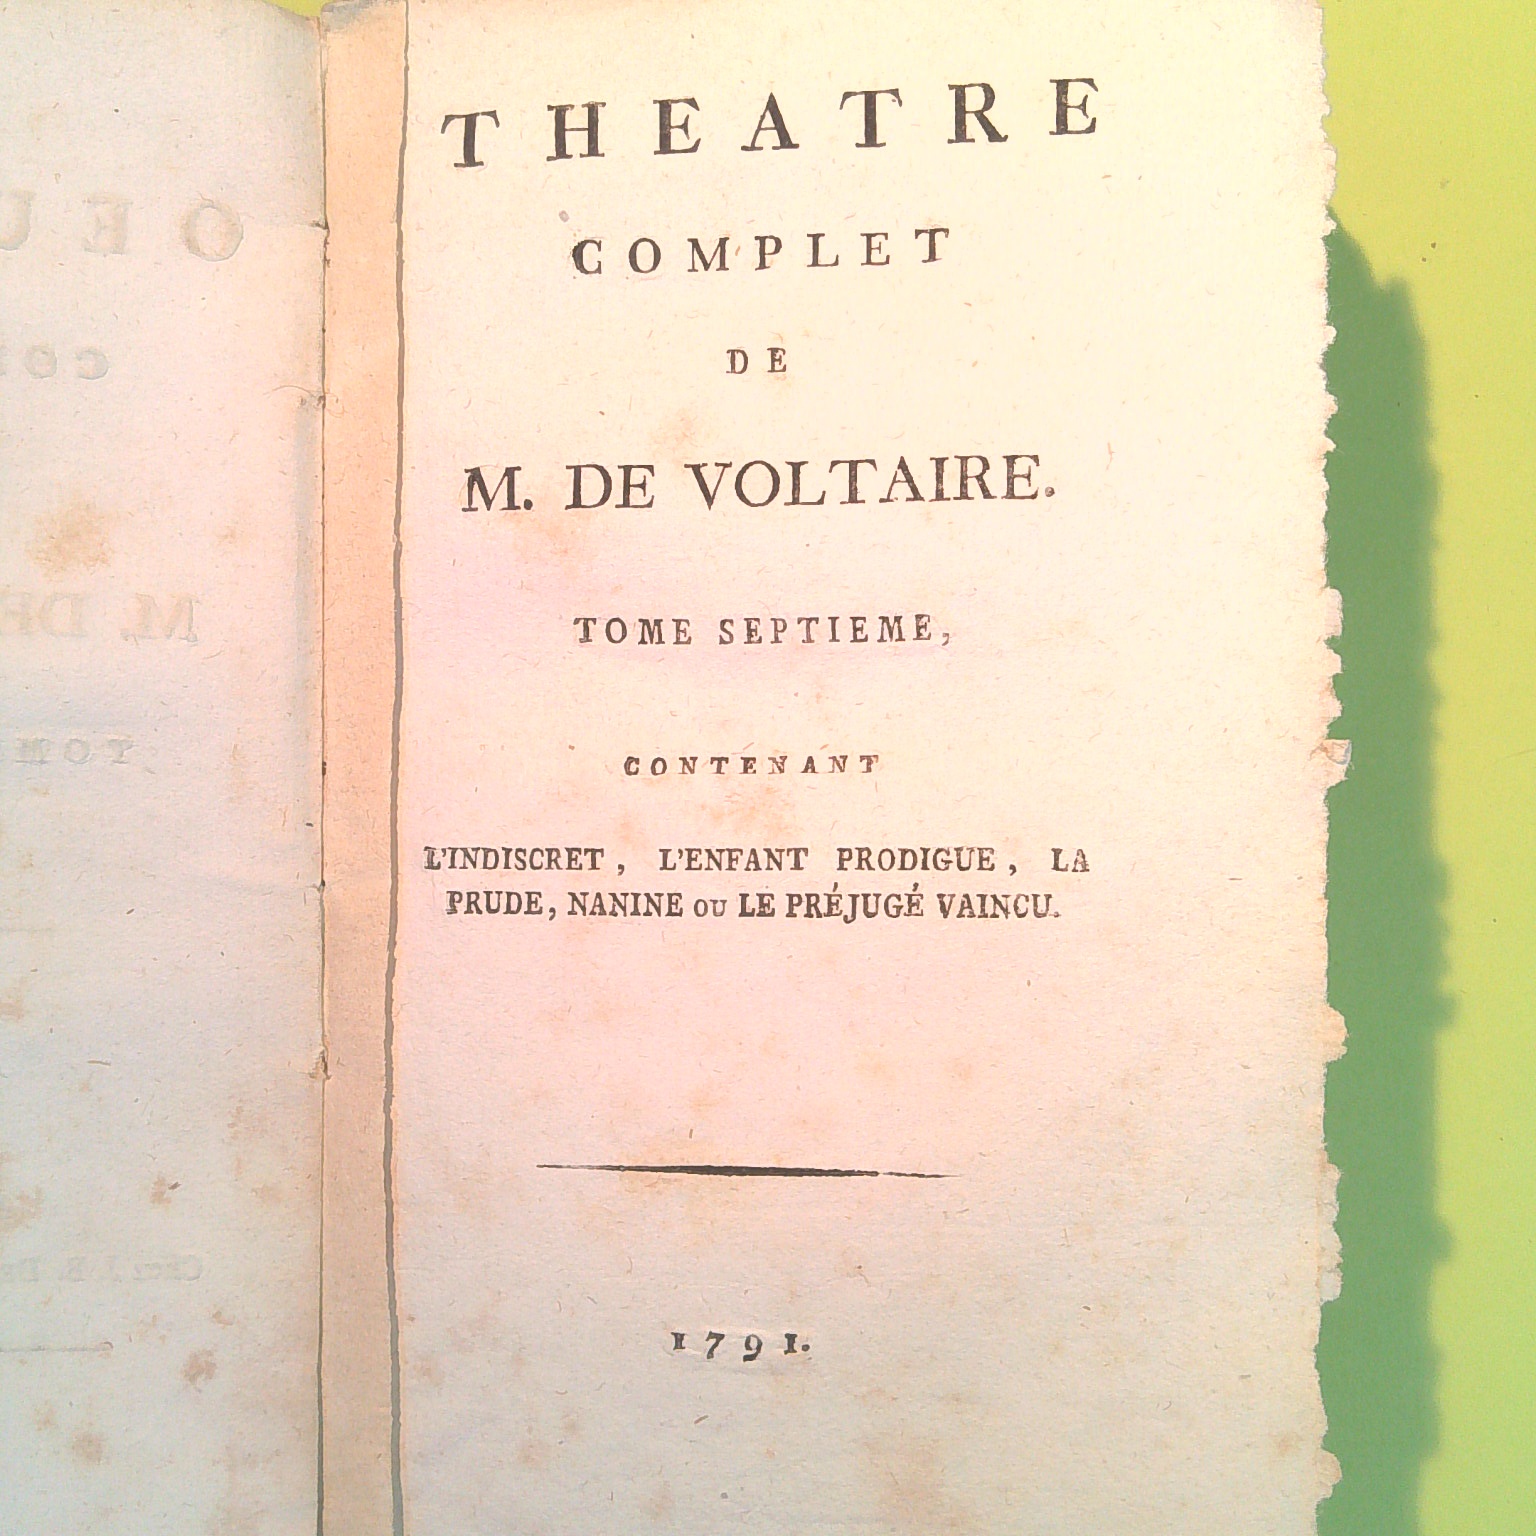 THEATRE
COMPLET
DE
M. DE VOLTAIRE.
TOME SEPTIEME,
CONTENANT
L'INDISCRET, L'ENFANT PRODIGUE, LA
PRUDE, NANINE OU LE PRÉJUGÉ VAINCU.
1791.